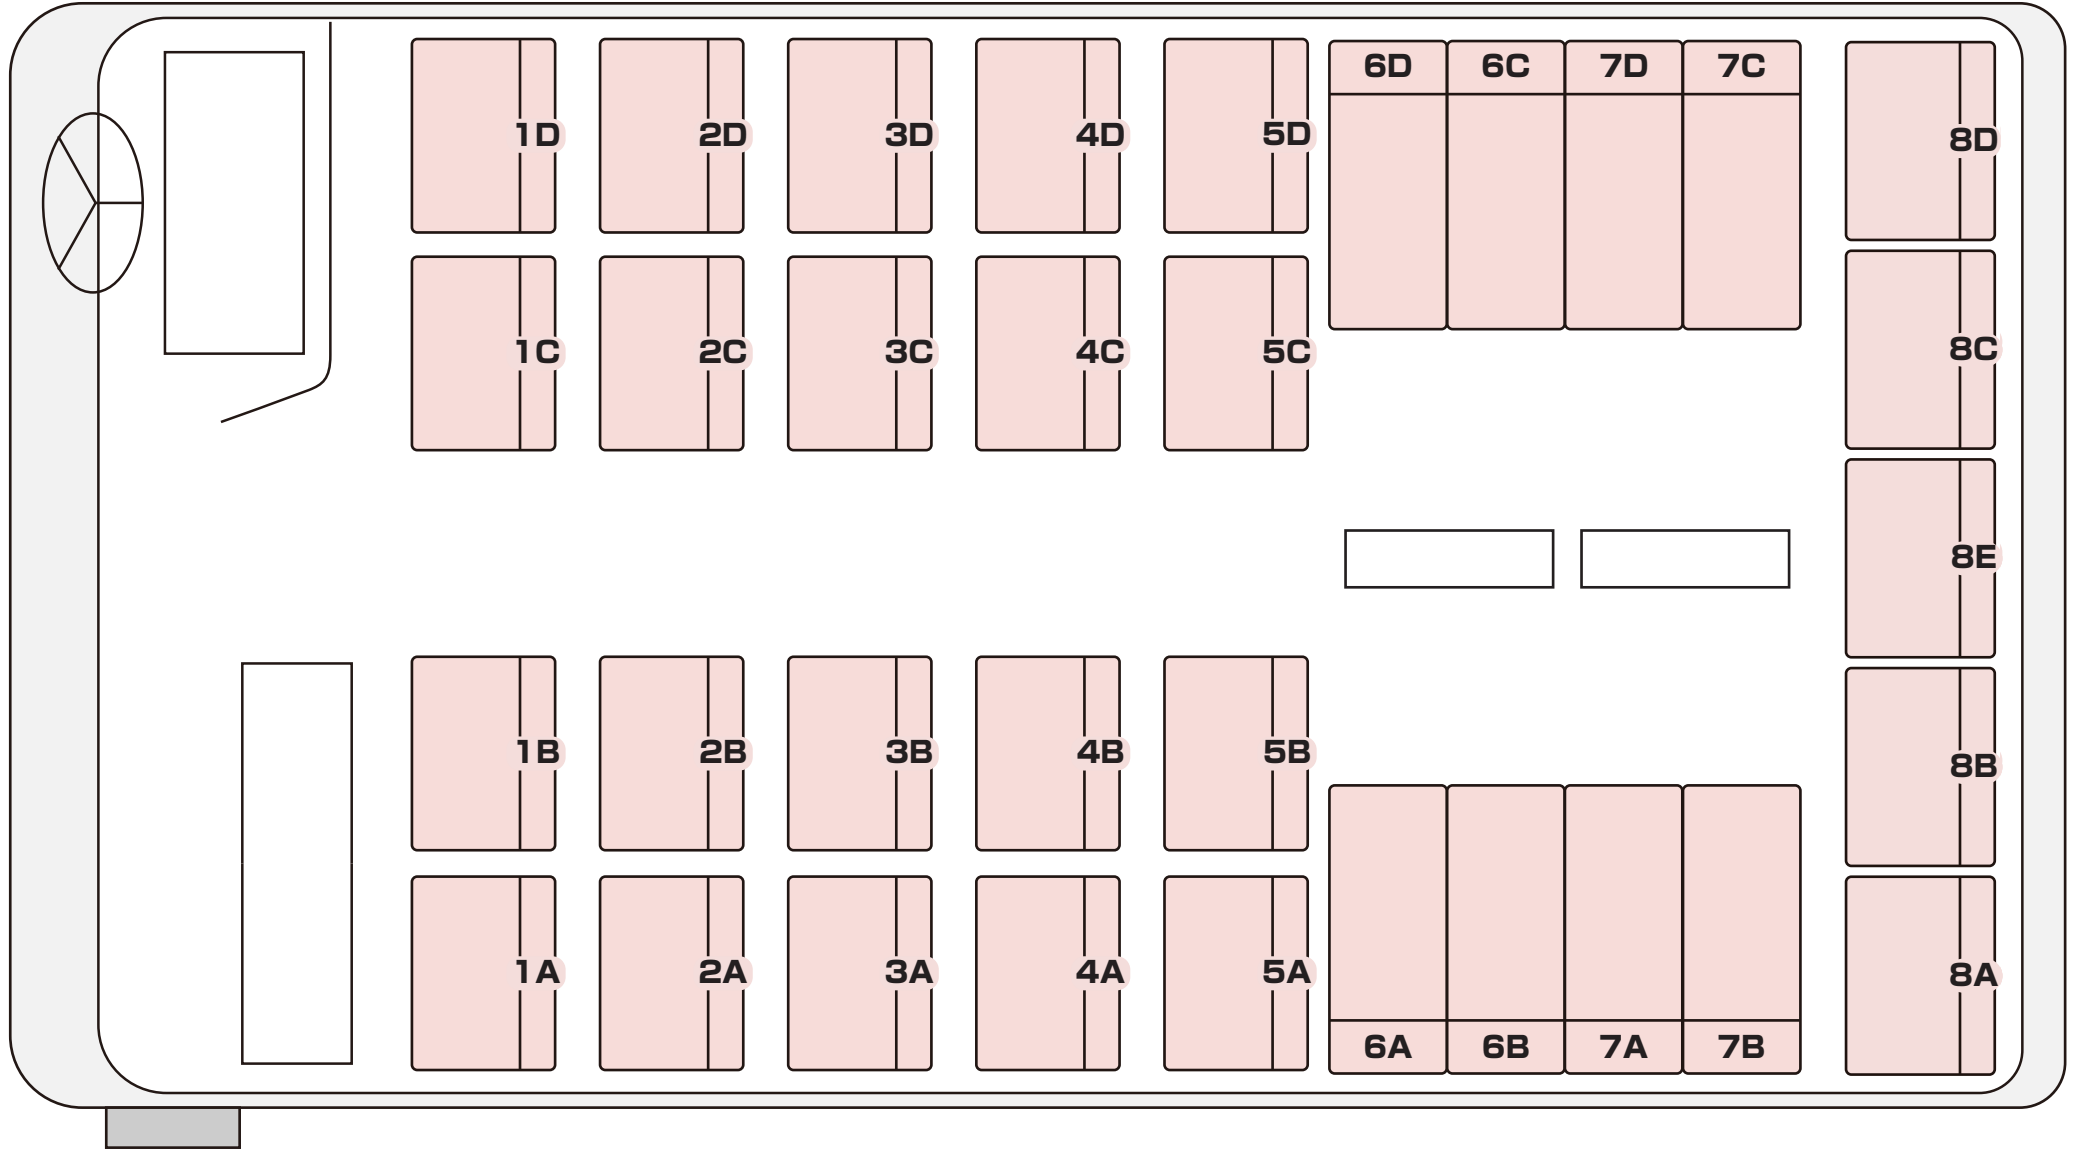 1D 2D 3D 4D 5D 6D 6C 7D 7C 8D
1C 2C 3C 4C 5C 8C
8E
1B 2B 3B 4B 5B 8B
1A 2A 3A 4A 5A 8A
6A 6B 7A 7B